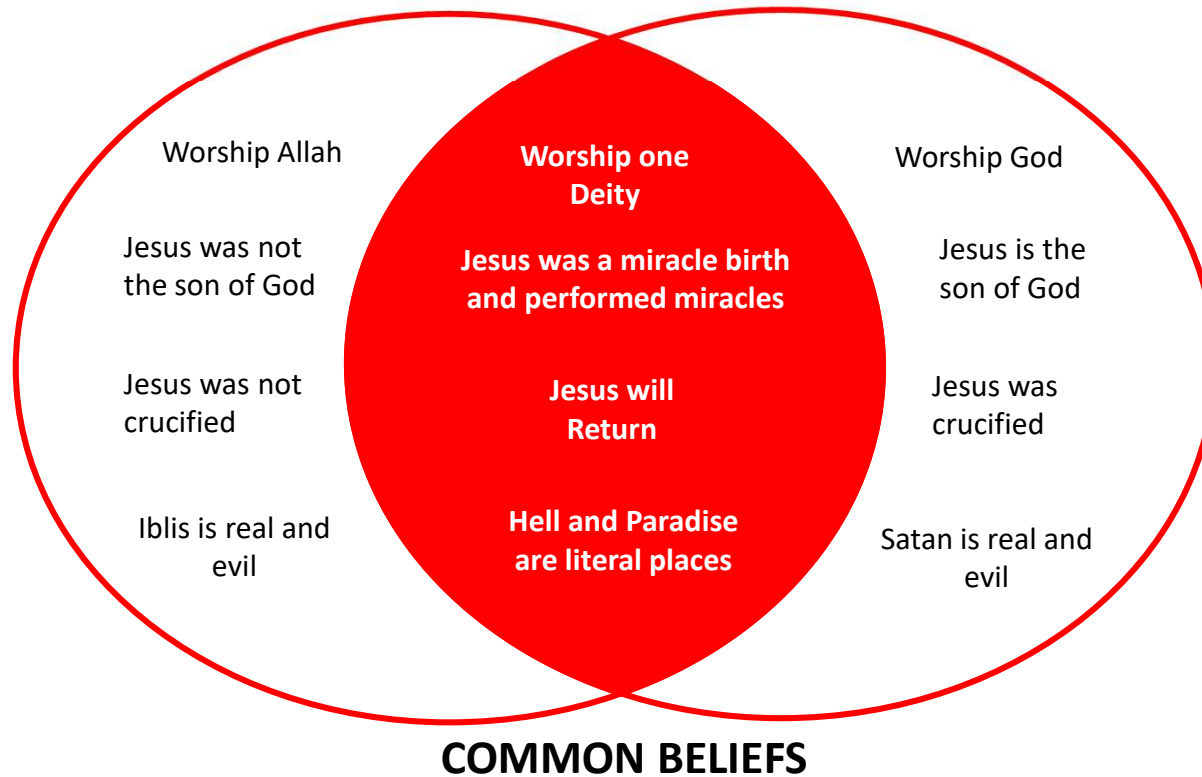 Worship Allah
Jesus was not
the son of God
Jesus was not
crucified
Iblis is real and
evil
Worship one
Deity
Jesus was a miracle birth
and performed miracles
Jesus will
Return
Hell and Paradise
are literal places
Worship God
Jesus is the
son of God
Jesus was
crucified
Satan is real and
evil
COMMON BELIEFS